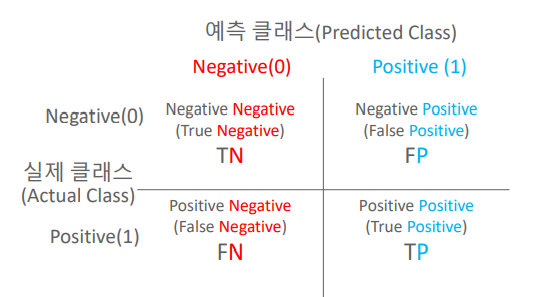 예측 클래스(Predicted Class)
Negative(0)
Positive (1)
Negative(0)
Negative Negative
(True Negative)
TN
Negative Positive
(False Positive)
FP
실제 클래스
(Actual Class)
Positive(1)
Positive Negative
(False Negative)
FN
Positive Positive
(True Positive)
TP